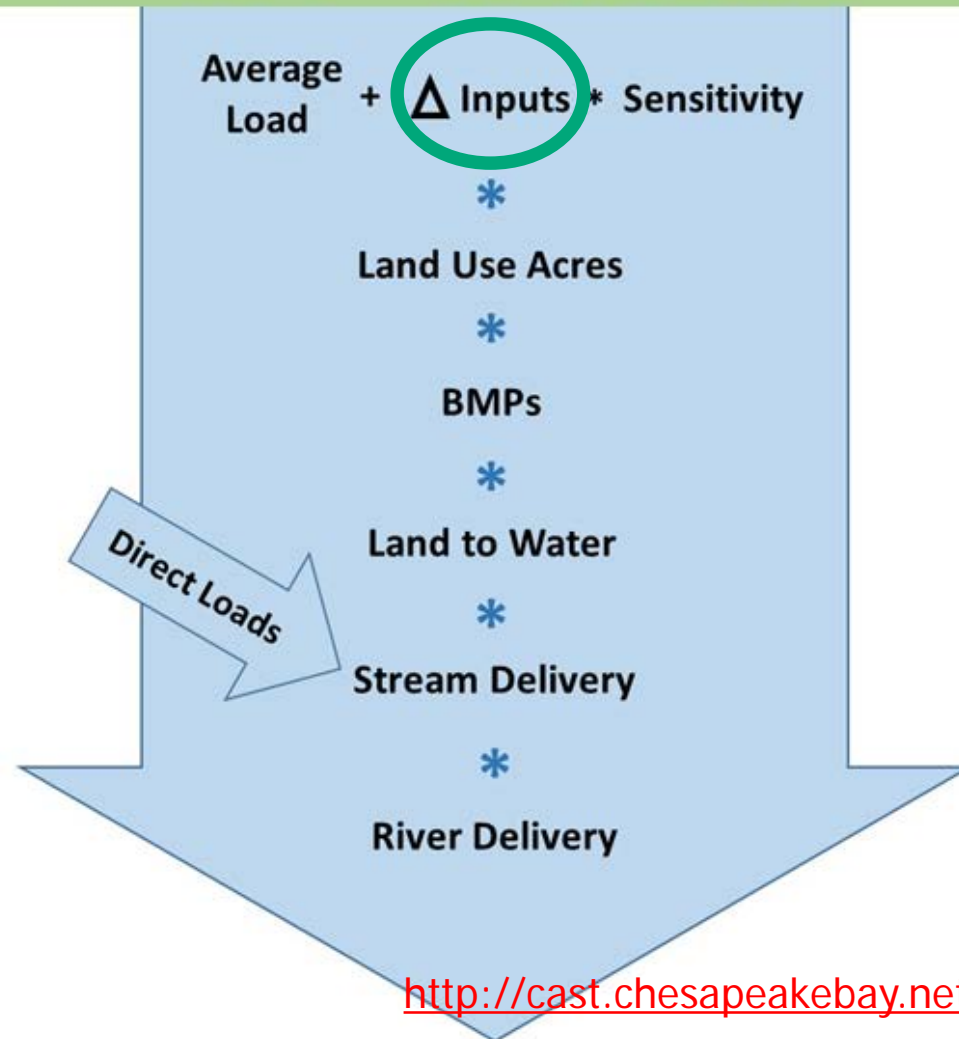 Average
Load + Δ Inputs * Sensitivity
*
Land Use Acres
*
BMPs
*
Land to Water
*
Direct Loads
Stream Delivery
*
River Delivery
http://cast.chesapeakebay.net